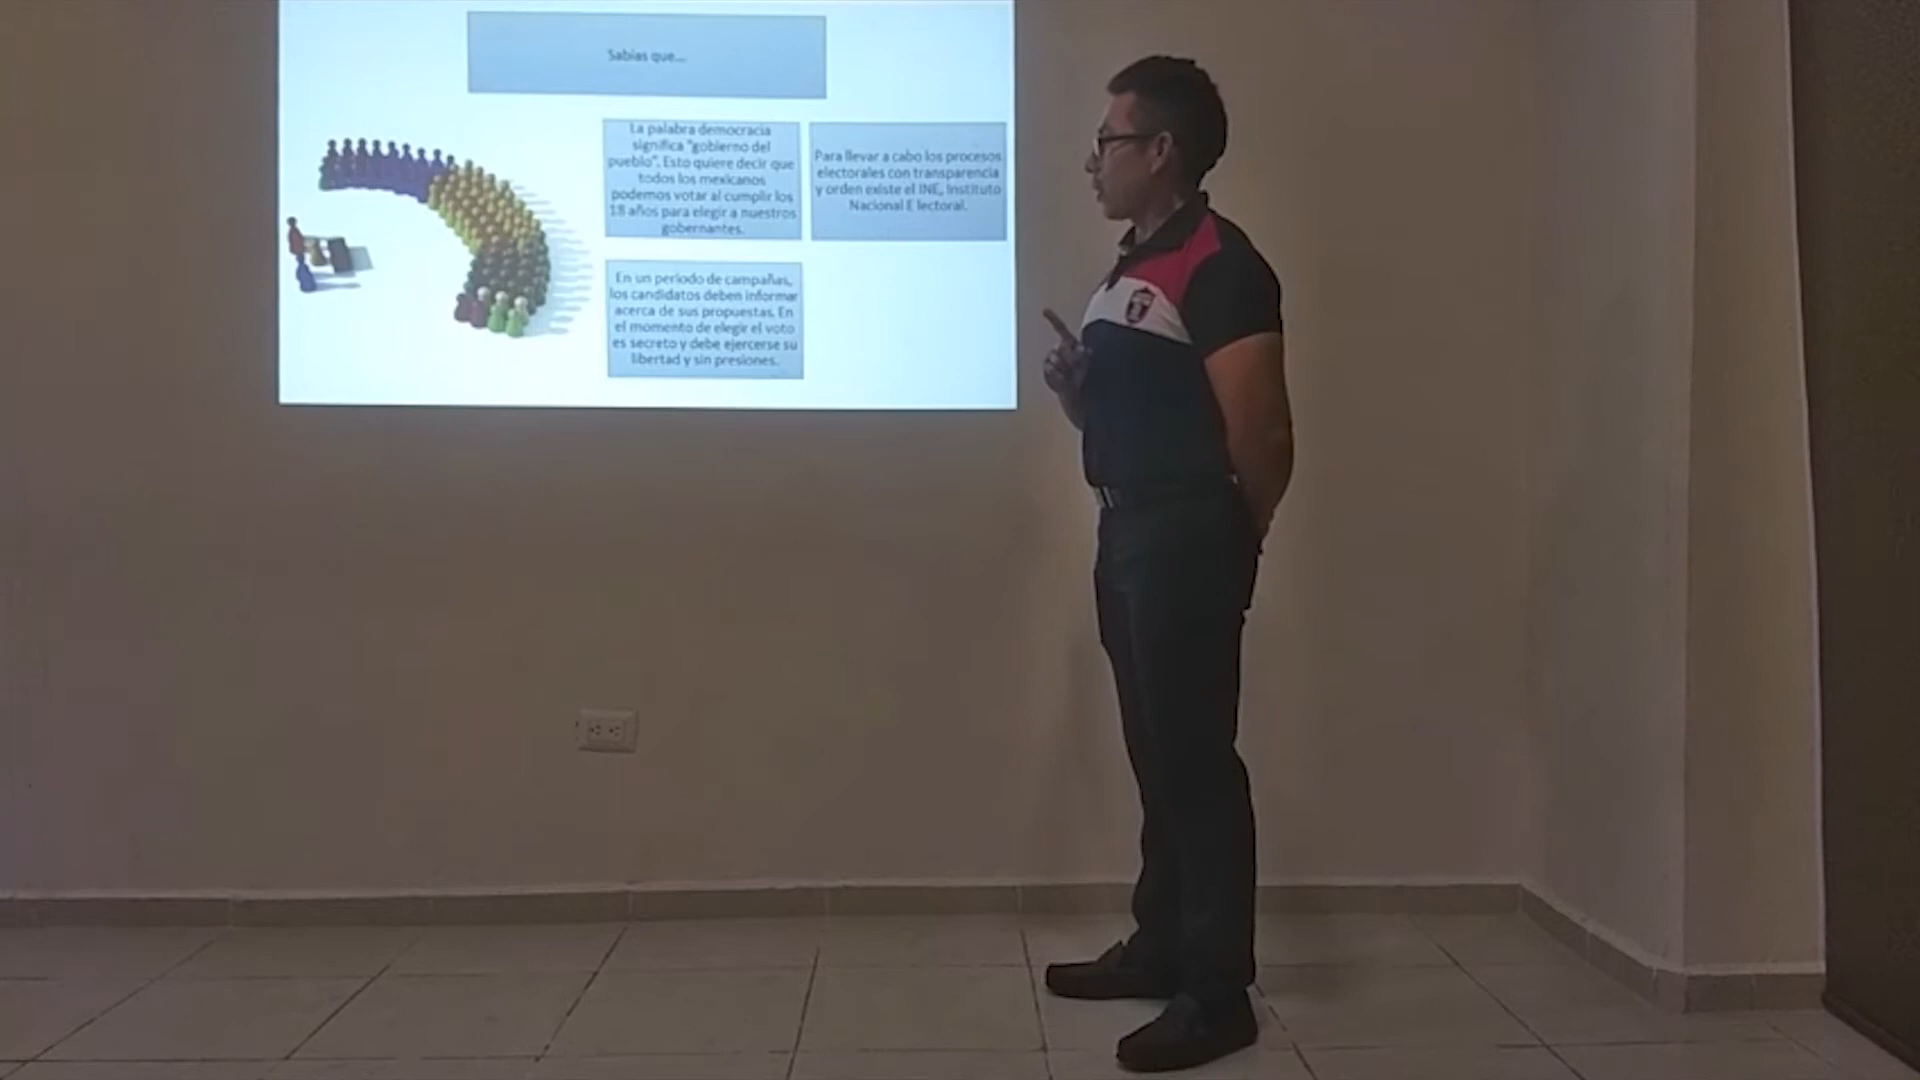 Sabias que...
La palabra democracia
significa "gobierno del
pueblo". Esto quiere decir que
todos los mexicanos
podemos votar al cumplir los
18 años para elegir a nuestros
gobernantes.
Para llevar a cabo los procesos
electorales con transparencia
y orden existe el INE, Instituto
Nacional E lectoral.
En un periodo de campañas,
los candidatos deben informar
acerca de sus propuestas. En
el momento de elegir el voto
es secreto y debe ejercerse su
libertad y sin presiones.